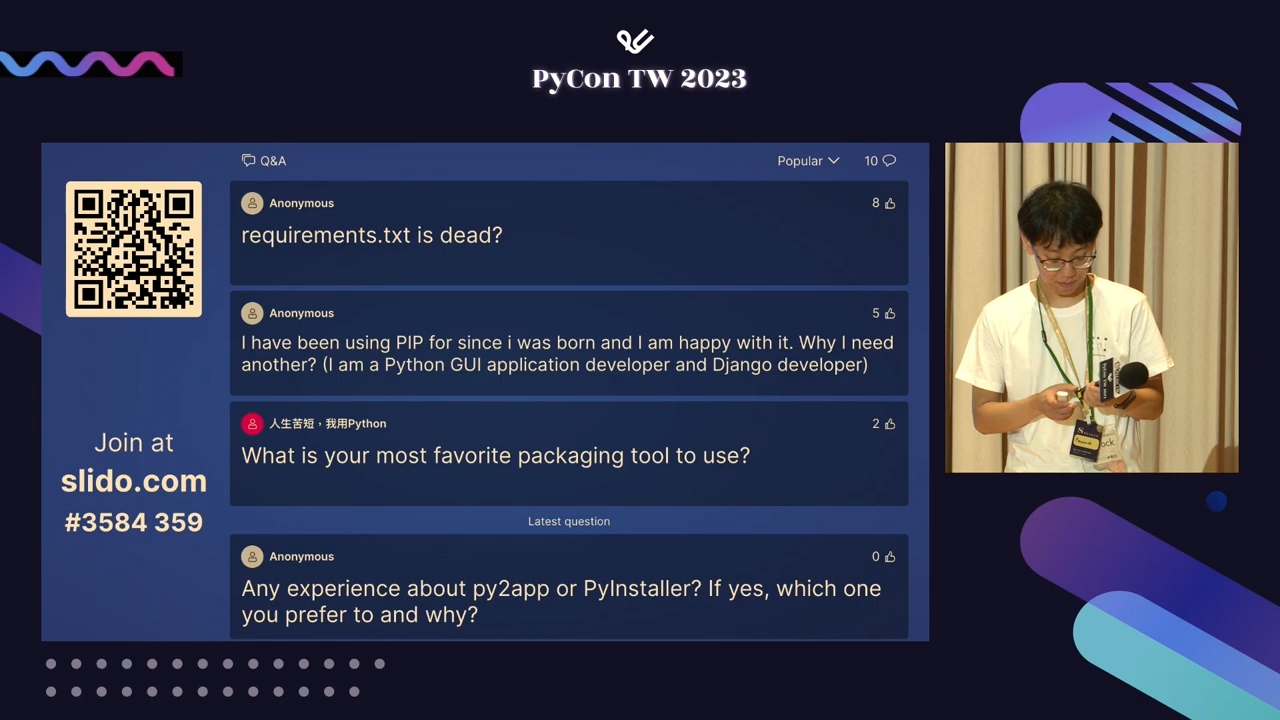 PyCon TW 2023
Q&A
Popular
10
Anonymous
8
requirements.txt is dead?
Anonymous
5
I have been using PIP for since i was born and I am happy with it. Why I need
another? (I am a Python GUI application developer and Django developer)
人生苦短，我用Python
2
What is your most favorite packaging tool to use?
Latest question
Anonymous
0
Any experience about py2app or PyInstaller? If yes, which one
you prefer to and why?
Join at
slido.com
#3584 359